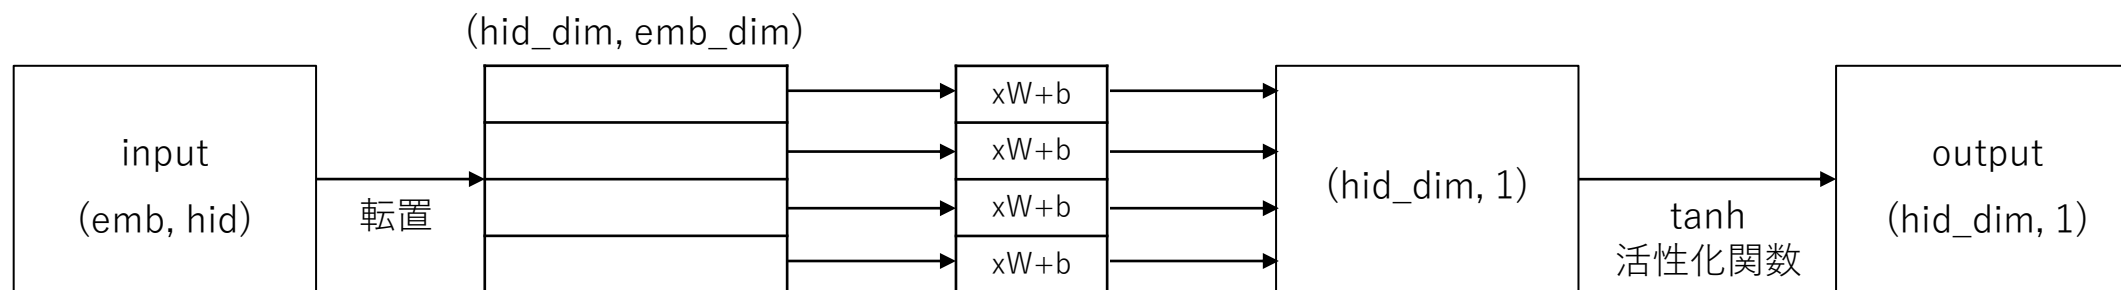 (hid_dim, emb_dim)
input
(emb, hid)
転置
xW+b
xW+b
xW+b
xW+b
(hid_dim, 1)
tanh
活性化関数
output
(hid_dim, 1)